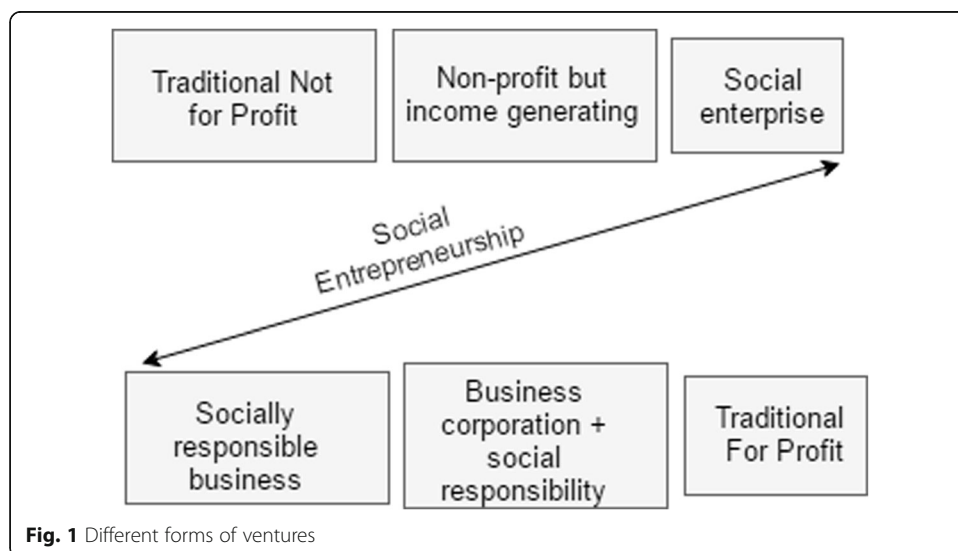 Traditional Not
for Profit
Non-profit but
income generating
Social
enterprise
Social
Entrepreneurship
Socially
responsible
business
Business
corporation +
social
responsibility
Traditional
For Profit
Fig. 1 Different forms of ventures